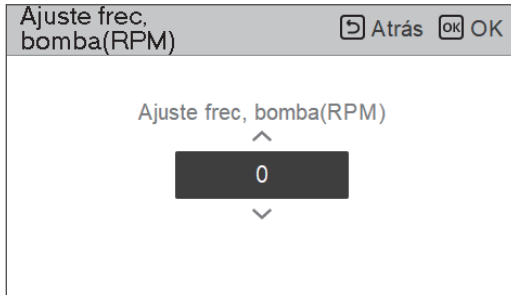 Ajuste frec,
bomba(RPM)
Atrás OK OK
Ajuste frec, bomba(RPM)
0